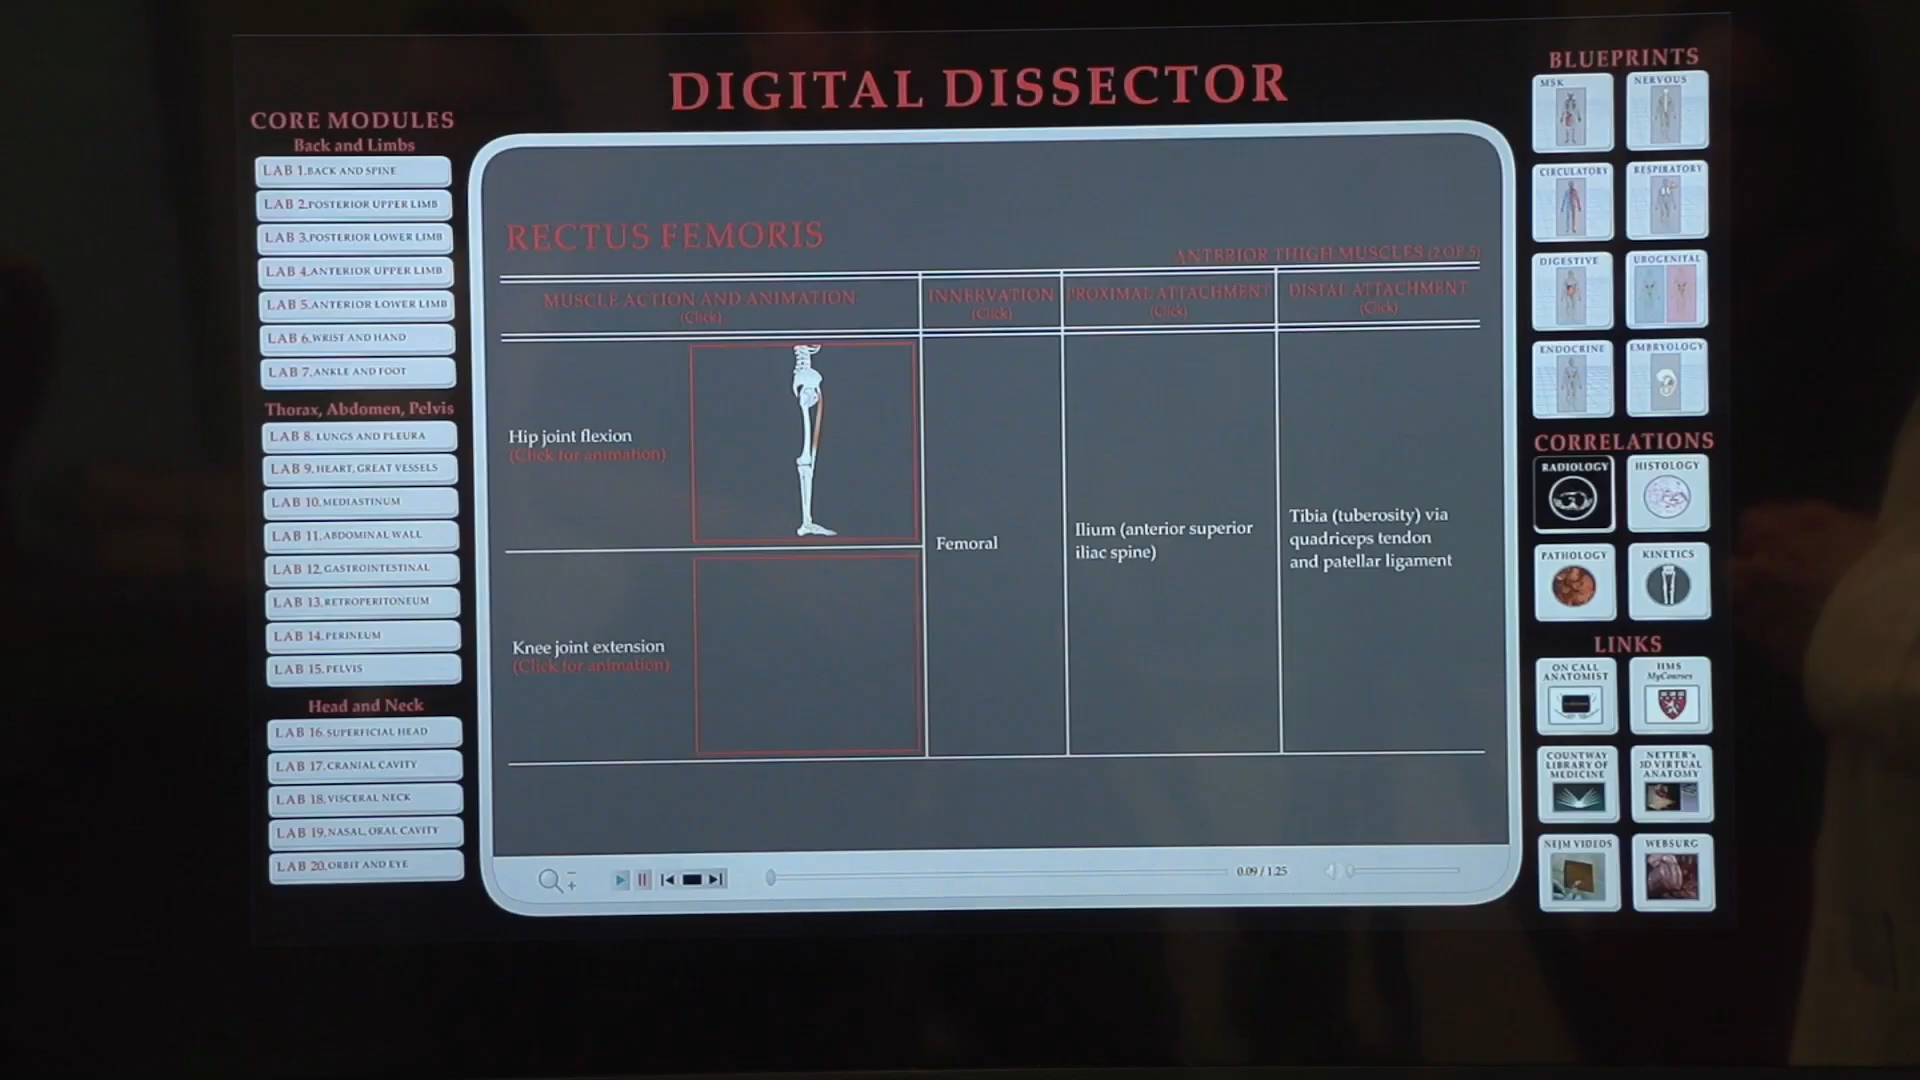 DIGITAL DISSECTOR
CORE MODULES
Back and Limbs
LAB 1. BACK AND SPINE
LAB 2. POSTERIOR UPPER LIMB
LAB 3. POSTERIOR LOWER LIMB
LAB 4. ANTERIOR UPPER LIMB
LAB 5. ANTERIOR LOWER LIMB
LAB 6. WRIST AND HAND
LAB 7. ANKLE AND FOOT
Thorax, Abdomen, Pelvis
LAB 8. LUNGS AND PLEURA
LAB 9. HEART, GREAT VESSELS
LAB 10. MEDIASTINUM
LAB 11. ABDOMINAL WALL
LAB 12. GASTROINTESTINAL
LAB 13. RETROPERITONEUM
LAB 14. PERINEUM
LAB 15. PELVIS
Head and Neck
LAB 16. SUPERFICIAL HEAD
LAB 17. CRANIAL CAVITY
LAB 18. VISCERAL NECK
LAB 19. NASAL, ORAL CAVITY
LAB 20. ORBIT AND EYE
RECTUS FEMORIS
ANTERIOR THIGH MUSCLES (2 OF 5)
MUSCLE ACTION AND ANIMATION
(Click)
INNERVATION
(Click)
PROXIMAL ATTACHMENT
(Click)
DISTAL ATTACHMENT
(Click)
Hip joint flexion
(Click for animation)
Knee joint extension
(Click for animation)
Femoral
Ilium (anterior superior
iliac spine)
Tibia (tuberosity) via
quadriceps tendon
and patellar ligament
0.09 / 1.25
BLUEPRINTS
MSK
NERVOUS
CIRCULATORY
RESPIRATORY
DIGESTIVE
UROGENITAL
ENDOCRINE
EMBRYOLOGY
CORRELATIONS
RADIOLOGY
HISTOLOGY
PATHOLOGY
KINETICS
LINKS
ON CALL
ANATOMIST
HMS
MyCourses
COUNTWAY
LIBRARY OF
MEDICINE
NETTER's
3D VIRTUAL
ANATOMY
NEJM VIDEOS
WEBSURG